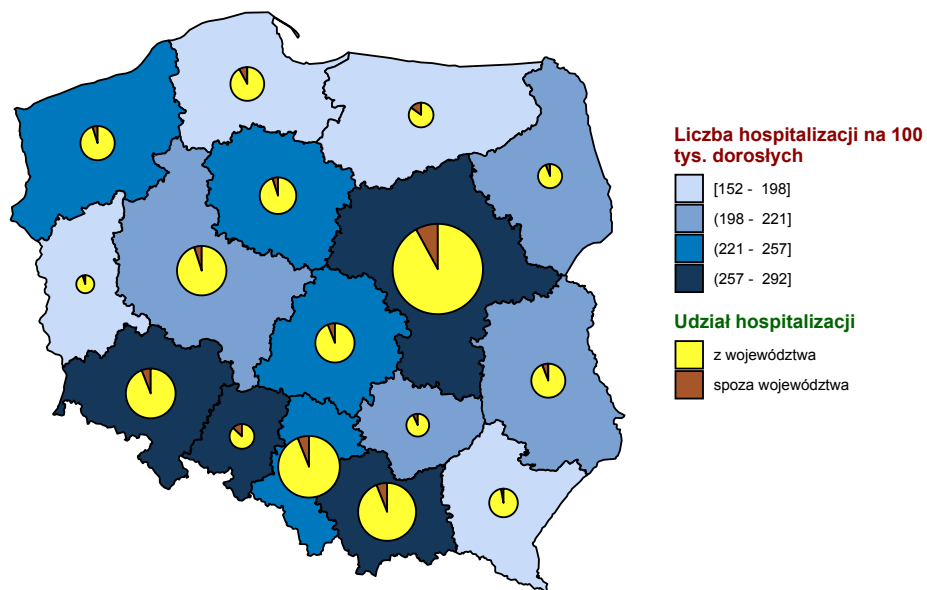 Liczba hospitalizacji na 100
tys. dorosłych
[152 - 198]
(198 - 221]
(221 - 257]
(257 - 292]
Udział hospitalizacji
z województwa
spoza województwa